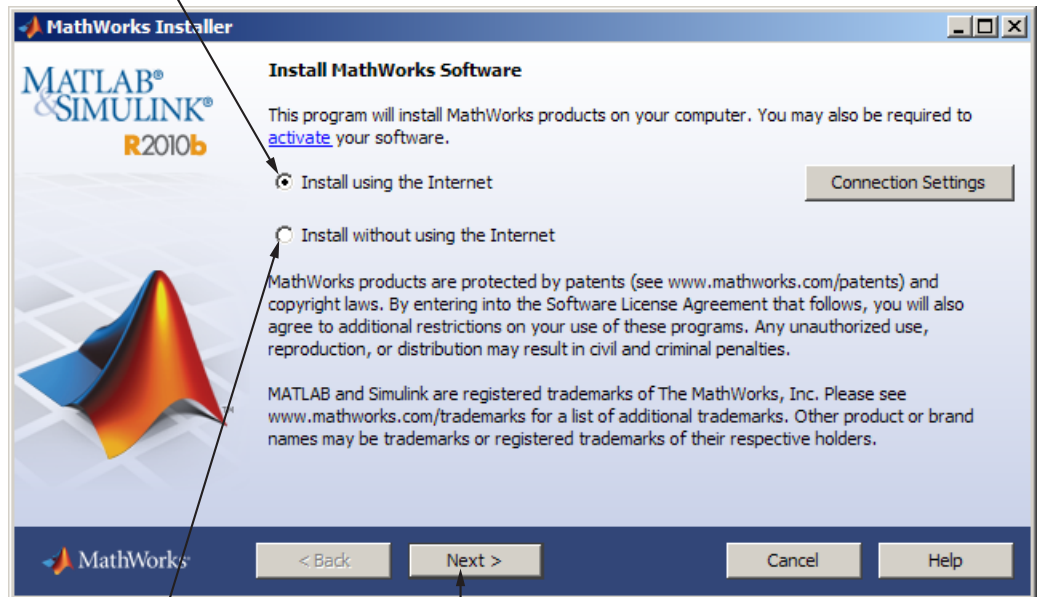 MathWorks Installer
MATLAB®
&SIMULINK®
R2010b
Install MathWorks Software
This program will install MathWorks products on your computer. You may also be required to
activate your software.
Install using the Internet
Connection Settings
Install without using the Internet
MathWorks products are protected by patents (see www.mathworks.com/patents) and
copyright laws. By entering into the Software License Agreement that follows, you will also
agree to additional restrictions on your use of these programs. Any unauthorized use,
reproduction, or distribution may result in civil and criminal penalties.
MATLAB and Simulink are registered trademarks of The MathWorks, Inc. Please see
www.mathworks.com/trademarks for a list of additional trademarks. Other product or brand
names may be trademarks or registered trademarks of their respective holders.
TM
MathWorks
< Back
Next >
Cancel
Help